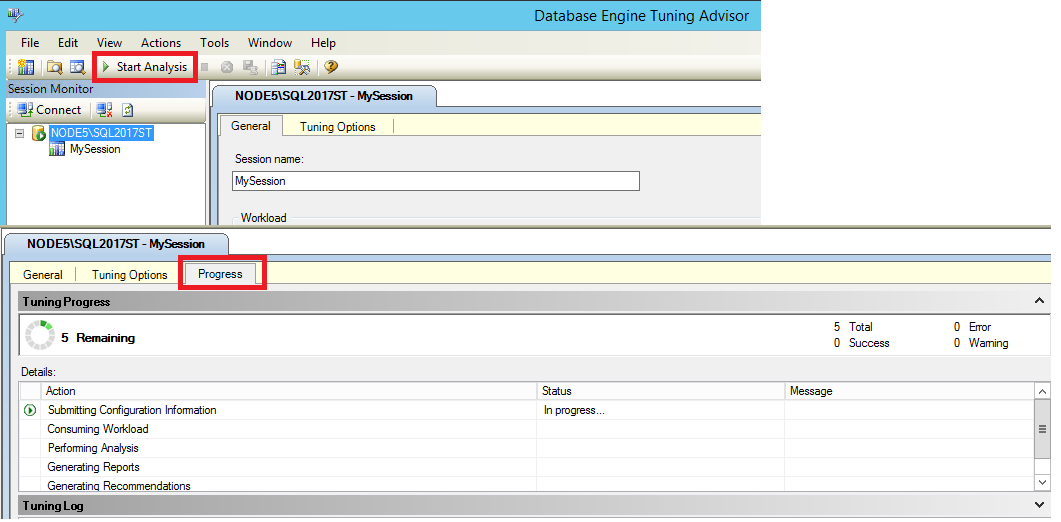 Database Engine Tuning Advisor
File Edit View Actions Tools Window Help
Start Analysis
Session Monitor
Connect
NODE5\SQL2017ST
MySession
NODE5\SQL2017ST - MySession
General Tuning Options
Session name:
MySession
Workload
NODE5\SQL2017ST - MySession
General Tuning Options Progress
Tuning Progress
5 Remaining
5 Total 0 Error
0 Success 0 Warning
Details:
Action Status Message
Submitting Configuration Information In progress...
Consuming Workload
Performing Analysis
Generating Reports
Generating Recommendations
Tuning Log